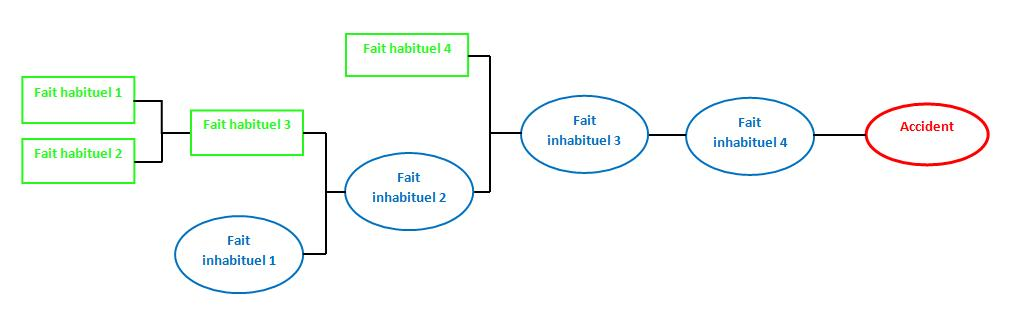 Fait habituel 4
Fait habituel 1
Fait habituel 2
Fait habituel 3
Fait
inhabituel 1
Fait
inhabituel 2
Fait
inhabituel 3
Fait
inhabituel 4
Accident